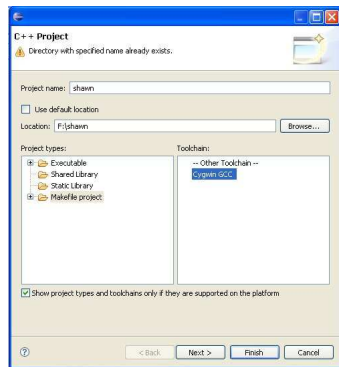 C++ Project
Directory with specified name already exists.
Project name: shawn
Use default location
Location: F:\shawn Browse...
Project types: Toolchain:
Executable -- Other Toolchain --
Shared Library Cygwin GCC
Static Library
Makefile project
Show project types and toolchains only if they are supported on the platform
? < Back Next > Finish Cancel